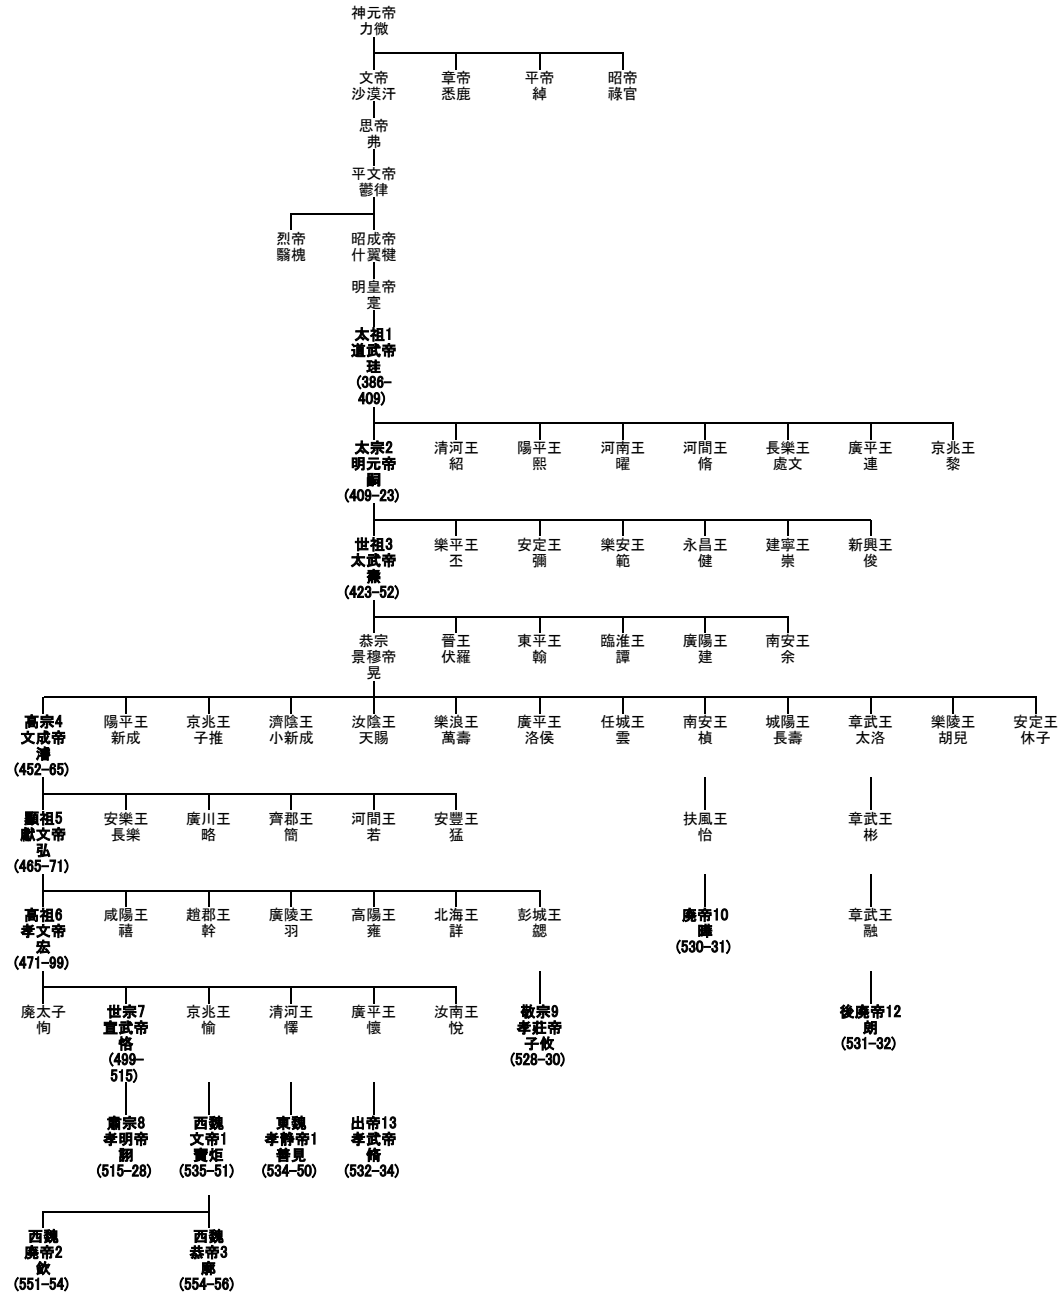 神元帝
力微
文帝 章帝 平帝 昭帝
沙漠汗 悉鹿 綽 祿官
思帝
弗
平文帝
鬱律
烈帝 昭成帝
翳槐 什翼犍
明皇帝
寔
太祖1
道武帝
珪
(386-
409)
太宗2 清河王 陽平王 河南王 河間王 長樂王 廣平王 京兆王
明元帝 紹 熙 曜 脩 處文 連 黎
嗣
(409-23)
世祖3 樂平王 安定王 樂安王 永昌王 建寧王 新興王
太武帝 丕 彌 範 健 崇 俊
燾
(423-52)
恭宗 晉王 東平王 臨淮王 廣陽王 南安王
景穆帝 伏羅 翰 譚 建 余
晃
高宗4 陽平王 京兆王 濟陰王 汝陰王 樂浪王 廣平王 任城王 南安王 城陽王 章武王 樂陵王 安定王
文成帝 新成 子推 小新成 天賜 萬壽 洛侯 雲 楨 長壽 太洛 胡兒 休子
濬
(452-65)
顯祖5 安樂王 廣川王 齊郡王 河間王 安豐王 扶風王 章武王
獻文帝 長樂 略 簡 若 猛 怡 彬
弘
(465-71)
高祖6 咸陽王 趙郡王 廣陵王 高陽王 北海王 彭城王 廃帝10 章武王
孝文帝 禧 幹 羽 雍 詳 勰 曄 融
宏 (530-31)
(471-99)
廃太子 世宗7 京兆王 清河王 廣平王 汝南王 敬宗9 後廃帝12
恂 宣武帝 愉 懌 懷 悅 孝莊帝 朗
恪 子攸 (531-32)
(499- (528-30)
515)
肅宗8 西魏 東魏 出帝13
孝明帝 文帝1 孝静帝1 孝武帝
詡 寶炬 善見 脩
(515-28) (535-51) (534-50) (532-34)
西魏 西魏
廃帝2 恭帝3
欽 廓
(551-54) (554-56)